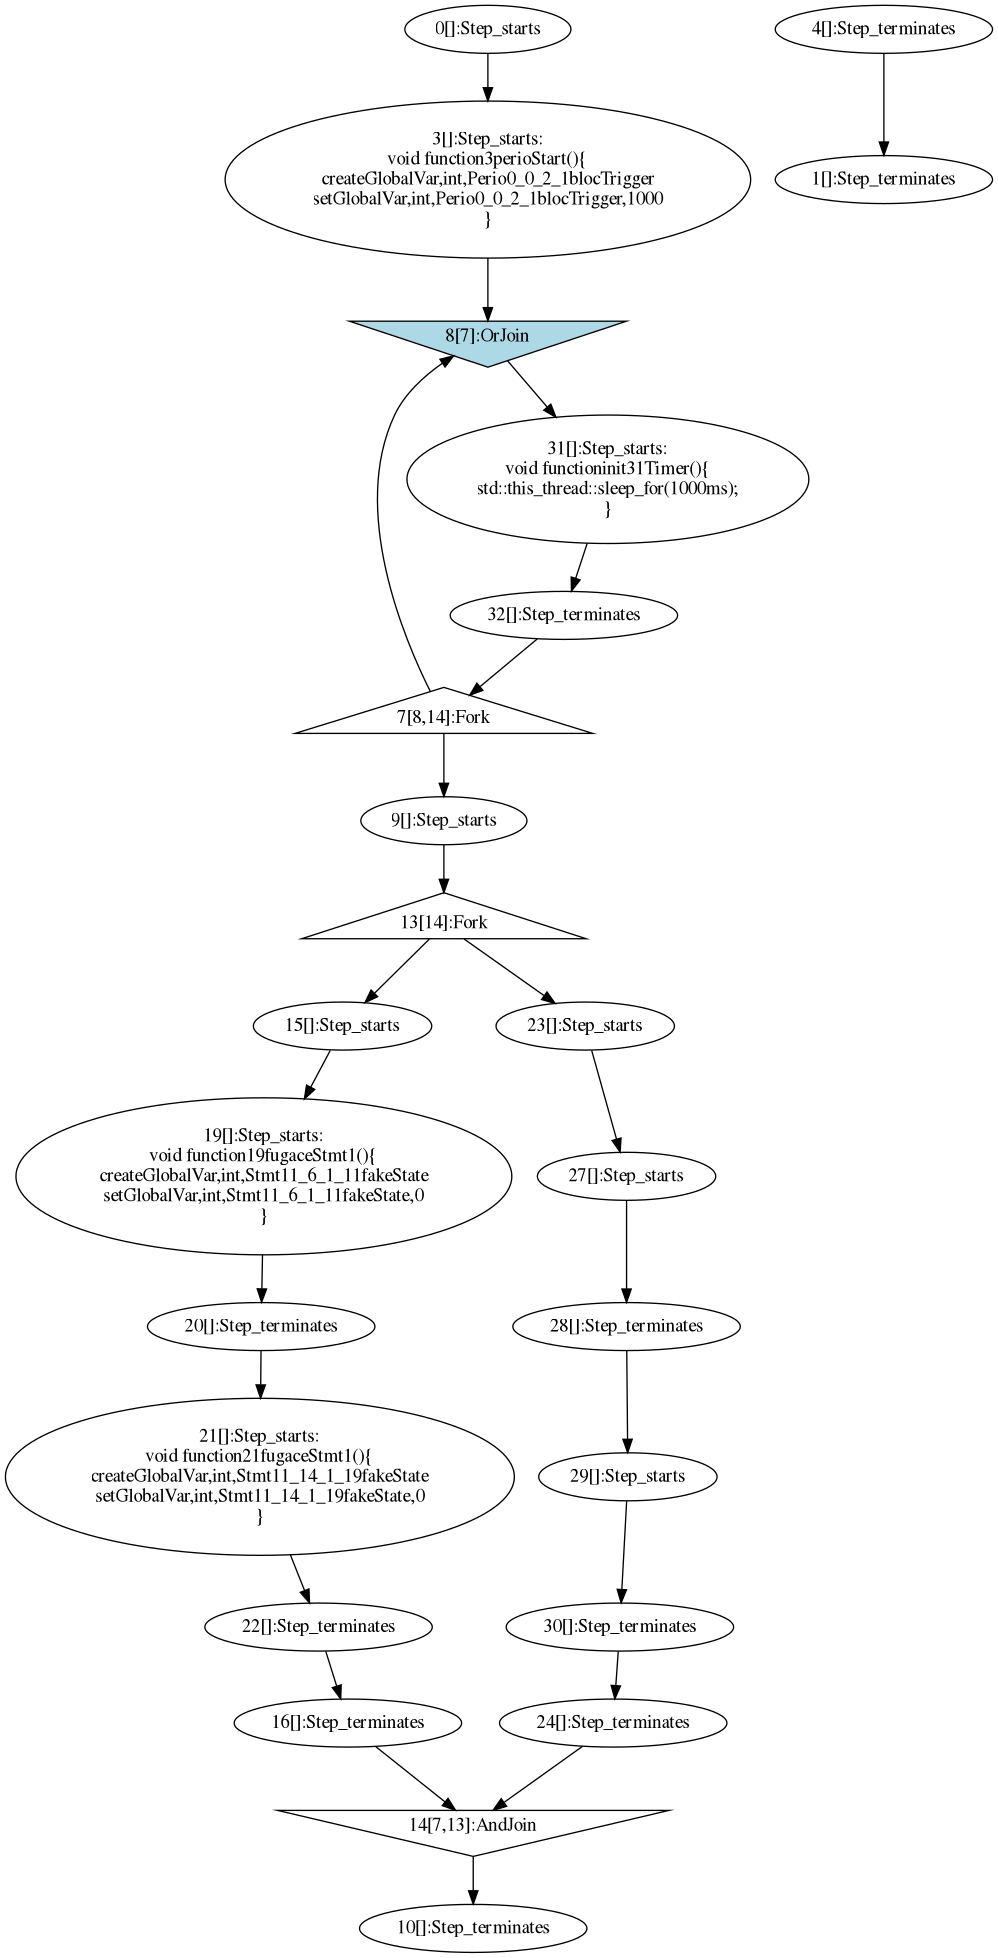 0[]:Step_starts
4[]:Step_terminates
3[]:Step_starts:
void function3perioStart(){
createGlobalVar,int,Perio0_0_2_1blocTrigger
setGlobalVar,int,Perio0_0_2_1blocTrigger,1000
}
1[]:Step_terminates
8[7]:OrJoin
31[]:Step_starts:
void functioninit31Timer(){
std::this_thread::sleep_for(1000ms);
}
32[]:Step_terminates
7[8,14]:Fork
9[]:Step_starts
13[14]:Fork
15[]:Step_starts
23[]:Step_starts
19[]:Step_starts:
void function19fugaceStmt1(){
createGlobalVar,int,Stmt11_6_1_11fakeState
setGlobalVar,int,Stmt11_6_1_11fakeState,0
}
27[]:Step_starts
20[]:Step_terminates
28[]:Step_terminates
21[]:Step_starts:
void function21fugaceStmt1(){
createGlobalVar,int,Stmt11_14_1_19fakeState
setGlobalVar,int,Stmt11_14_1_19fakeState,0
}
29[]:Step_starts
22[]:Step_terminates
30[]:Step_terminates
16[]:Step_terminates
24[]:Step_terminates
14[7,13]:AndJoin
10[]:Step_terminates